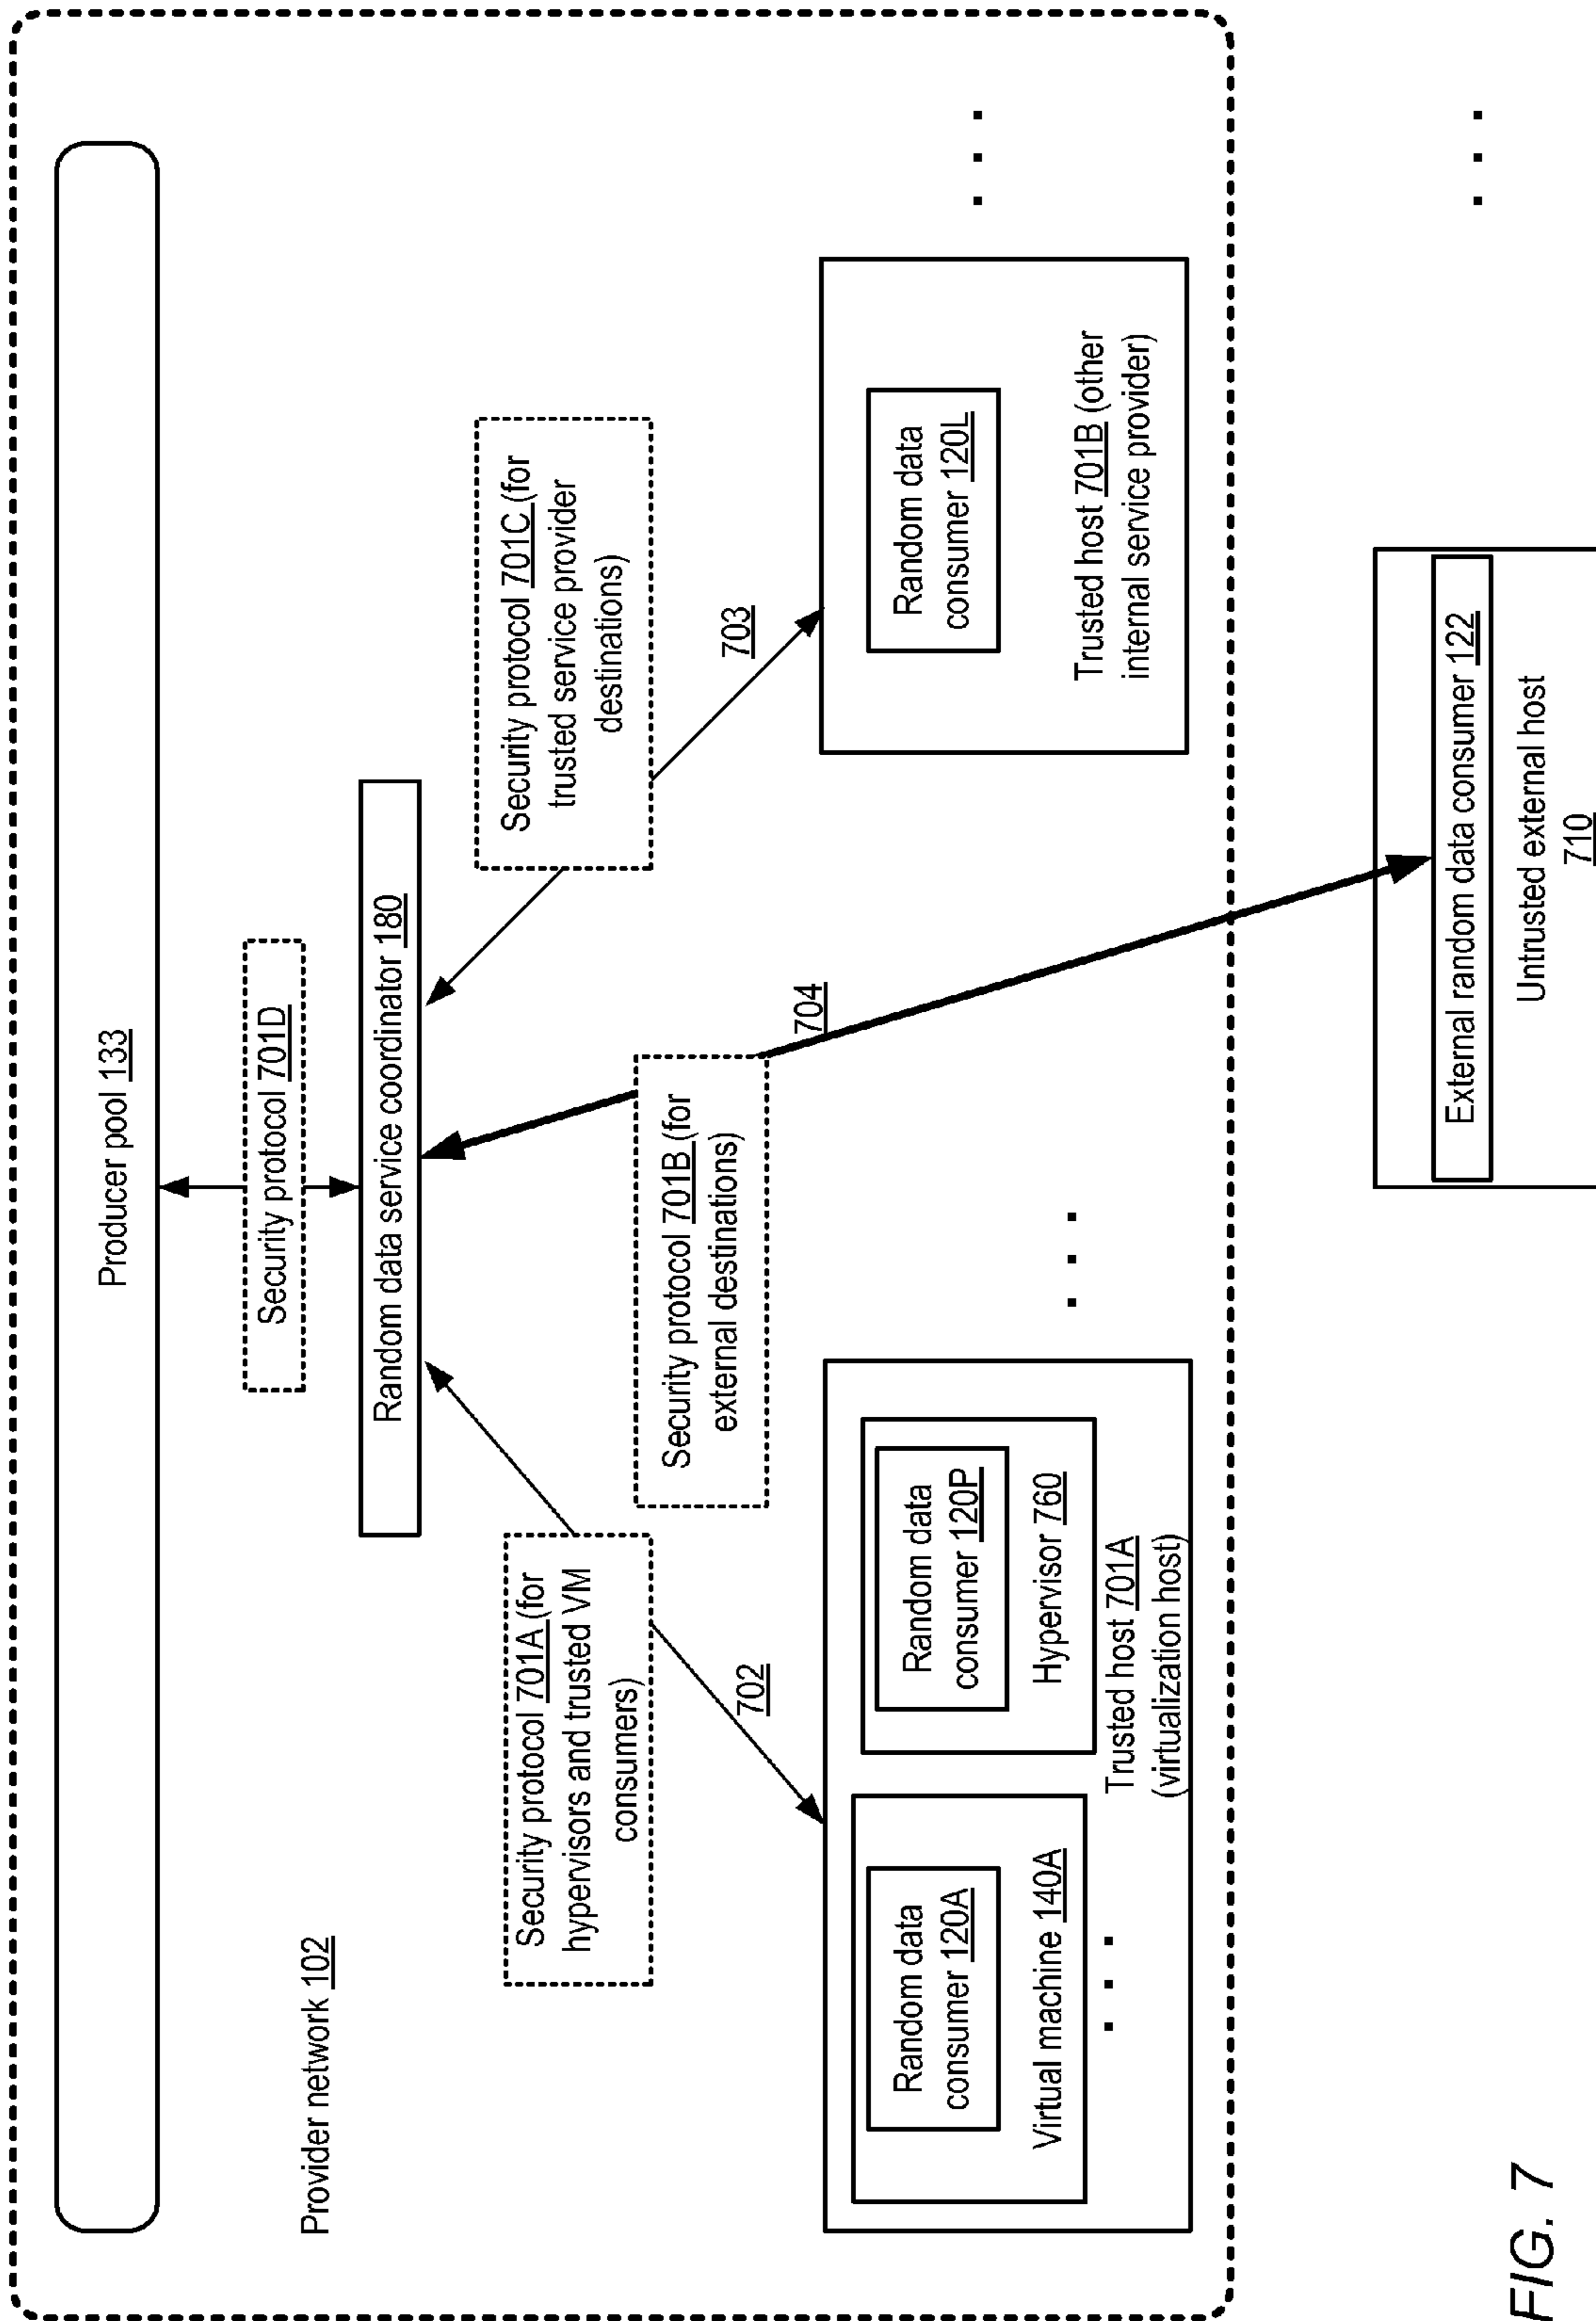 Producer pool 133
Security protocol 701D
Provider network 102
Random data service coordinator 180
Security protocol 701A (for
hypervisors and trusted VM
consumers)
Security protocol 701C (for
trusted service provider
destinations)
Security protocol 701B (for
external destinations)
702
704
703
Random data
consumer 120A
Virtual machine 140A
. . .
Random data
consumer 120P
Hypervisor 760
Trusted host 701A
(virtualization host)
. . .
Random data
consumer 120L
Trusted host 701B (other
internal service provider)
. . .
External random data consumer 122
Untrusted external host
710
. . .
FIG. 7